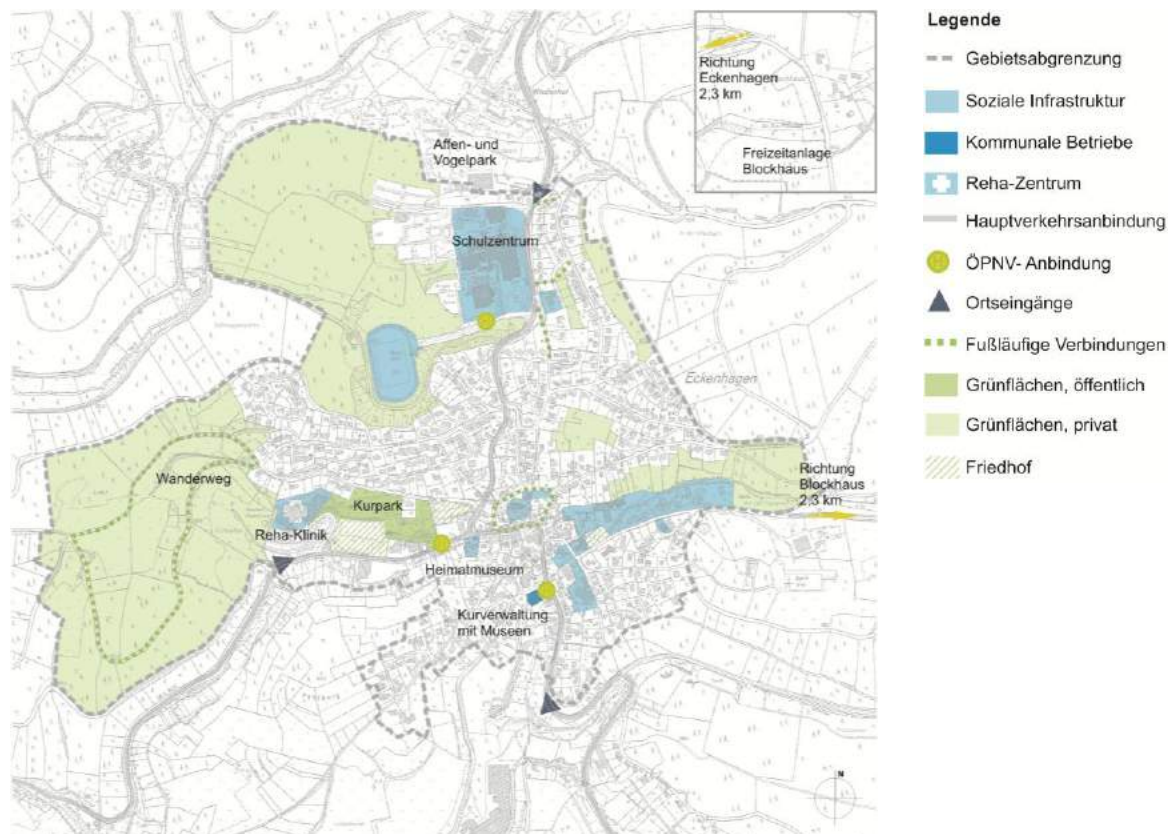 Richtung
Eckenhagen
2,3 km
Freizeitanlage
Blockhaus
Affen- und
Vogelpark
Schulzentrum
Eckenhagen
Wanderweg
Kurpark
Reha-Klinik
Heimatmuseum
Kurverwaltung
mit Museen
Richtung
Blockhaus
2,3 km
N
Legende
Gebietsabgrenzung
Soziale Infrastruktur
Kommunale Betriebe
Reha-Zentrum
Hauptverkehrsanbindung
ÖPNV- Anbindung
Ortseingänge
Fußläufige Verbindungen
Grünflächen, öffentlich
Grünflächen, privat
Friedhof